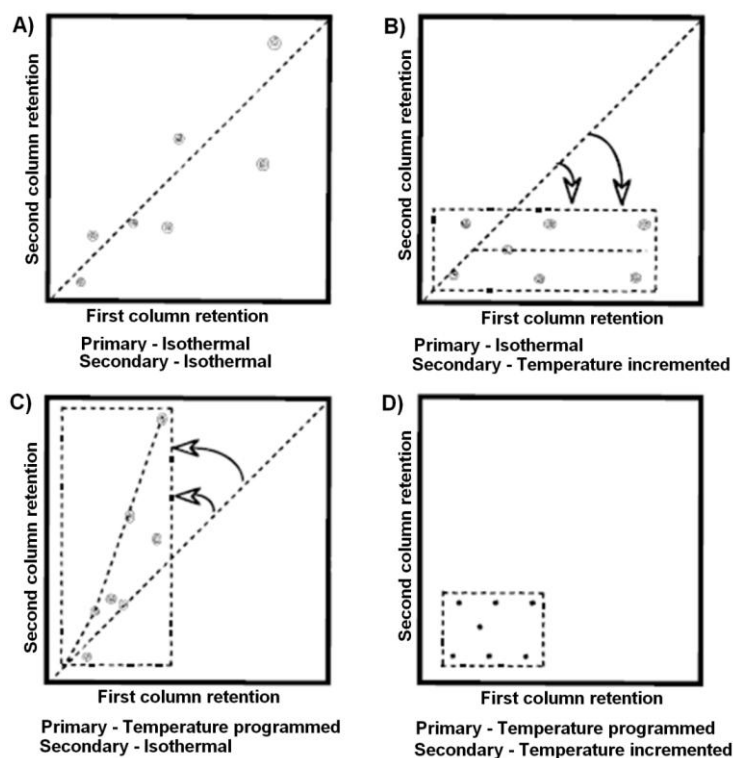 A)
Second column retention
First column retention
Primary - Isothermal
Secondary - Isothermal
B)
Second column retention
First column retention
Primary - Isothermal
Secondary - Temperature incremented
C)
Second column retention
First column retention
Primary - Temperature programmed
Secondary - Isothermal
D)
Second column retention
First column retention
Primary - Temperature programmed
Secondary - Temperature incremented